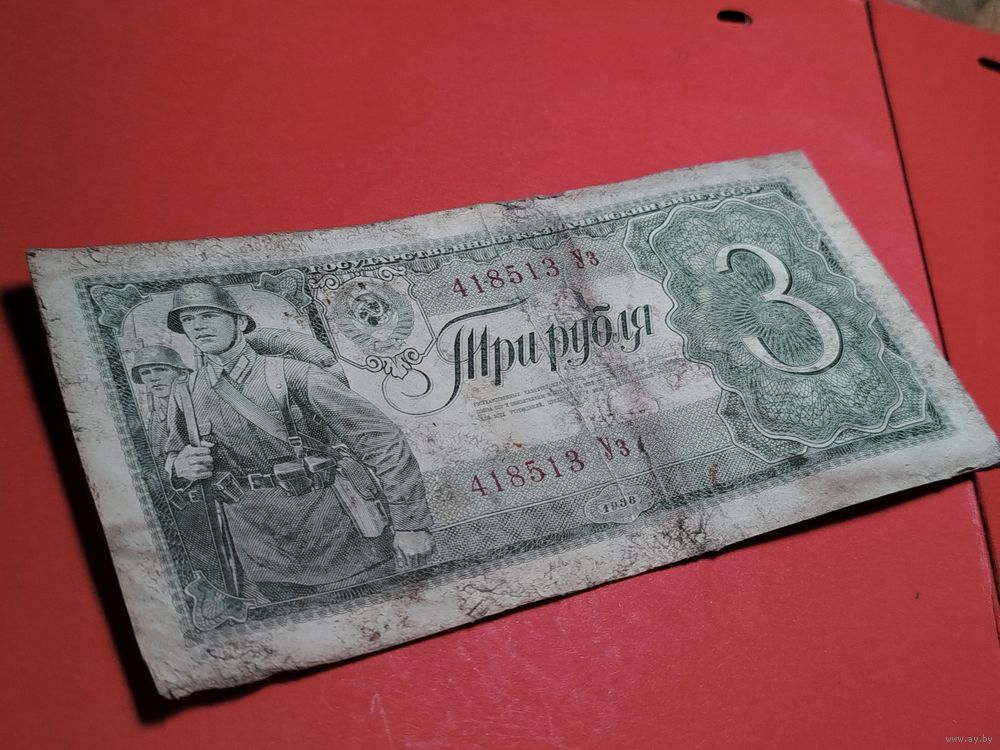 ГОСУДАРСТВЕННЫЙ КАЗНАЧЕЙСКИЙ БИЛЕТ СССР
418513 Уз
Три рубля
3
418513 Уз
1938
www.ay.by